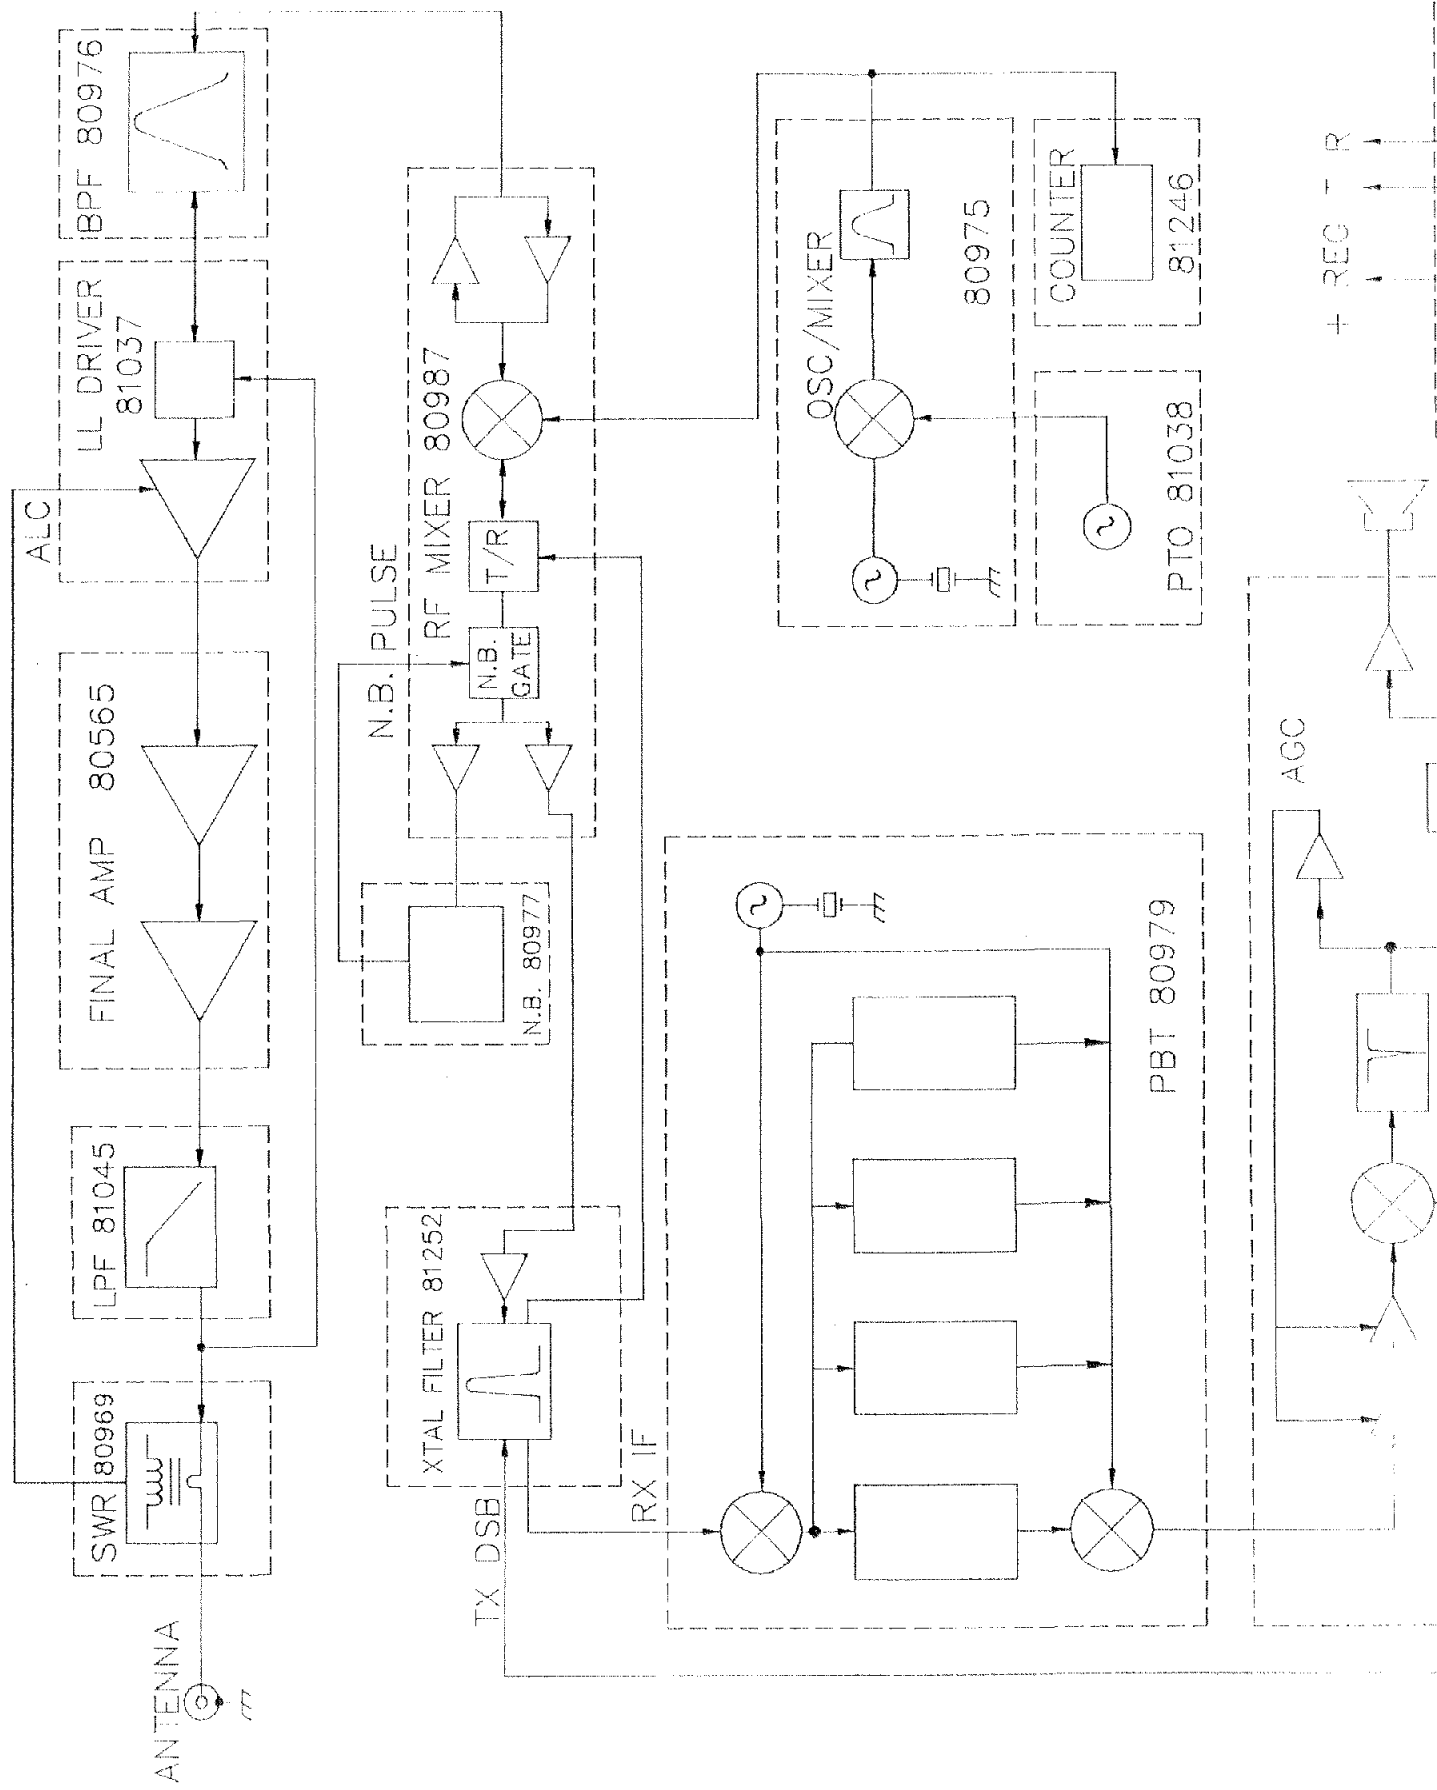 ANTENNA
SWR 80969
LPF 81045
FINAL AMP 80565
ALC
LL DRIVER
81037
BPF 80976
TX DSB
RX IF
XTAL FILTER 81252
N.B. 80977
N.B. PULSE
RF MIXER 80987
N.B.
GATE
T/R
PBT 80979
OSC/MIXER
80975
PTO 81038
COUNTER
81246
AGC
+ REC T R